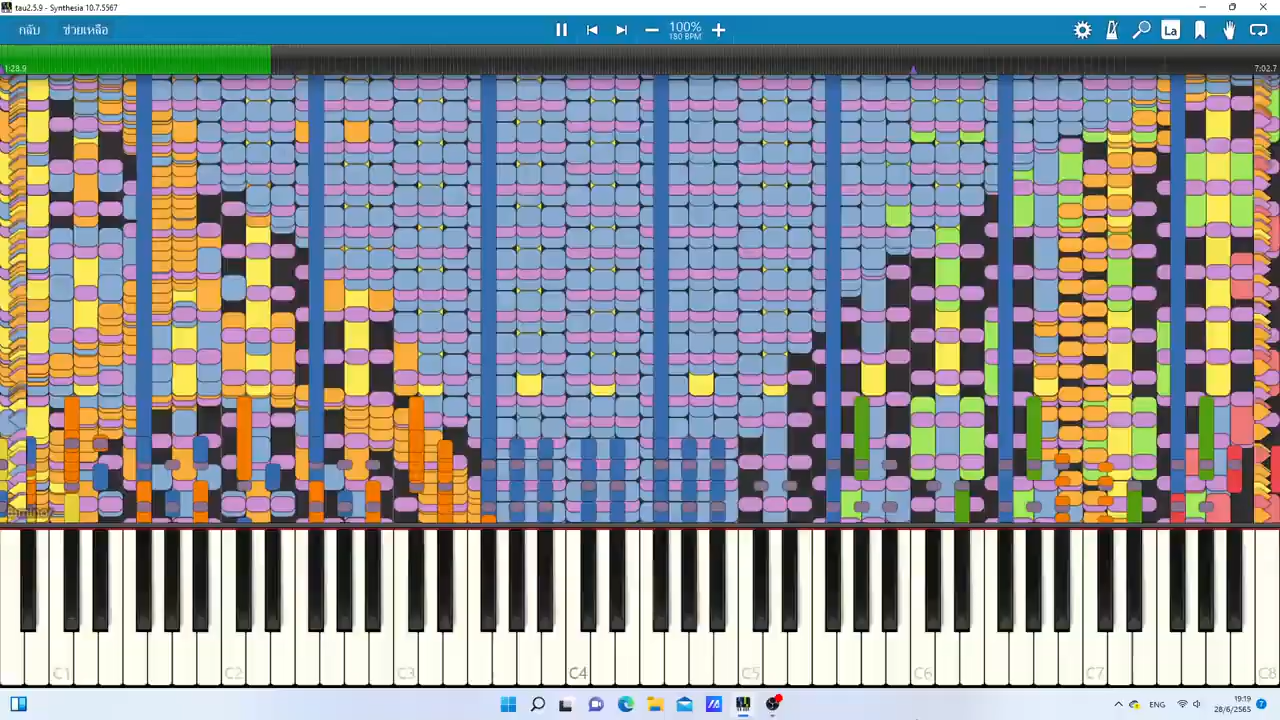 tau2.5.9 - Synthesia 10.7.5567
กลับ ช่วยเหลือ
100%
180 BPM
La
1:28.9 7:02.7
C1 C2 C3 C4 C5 C6 C7 C8
ENG
19:19
28/6/2565
7